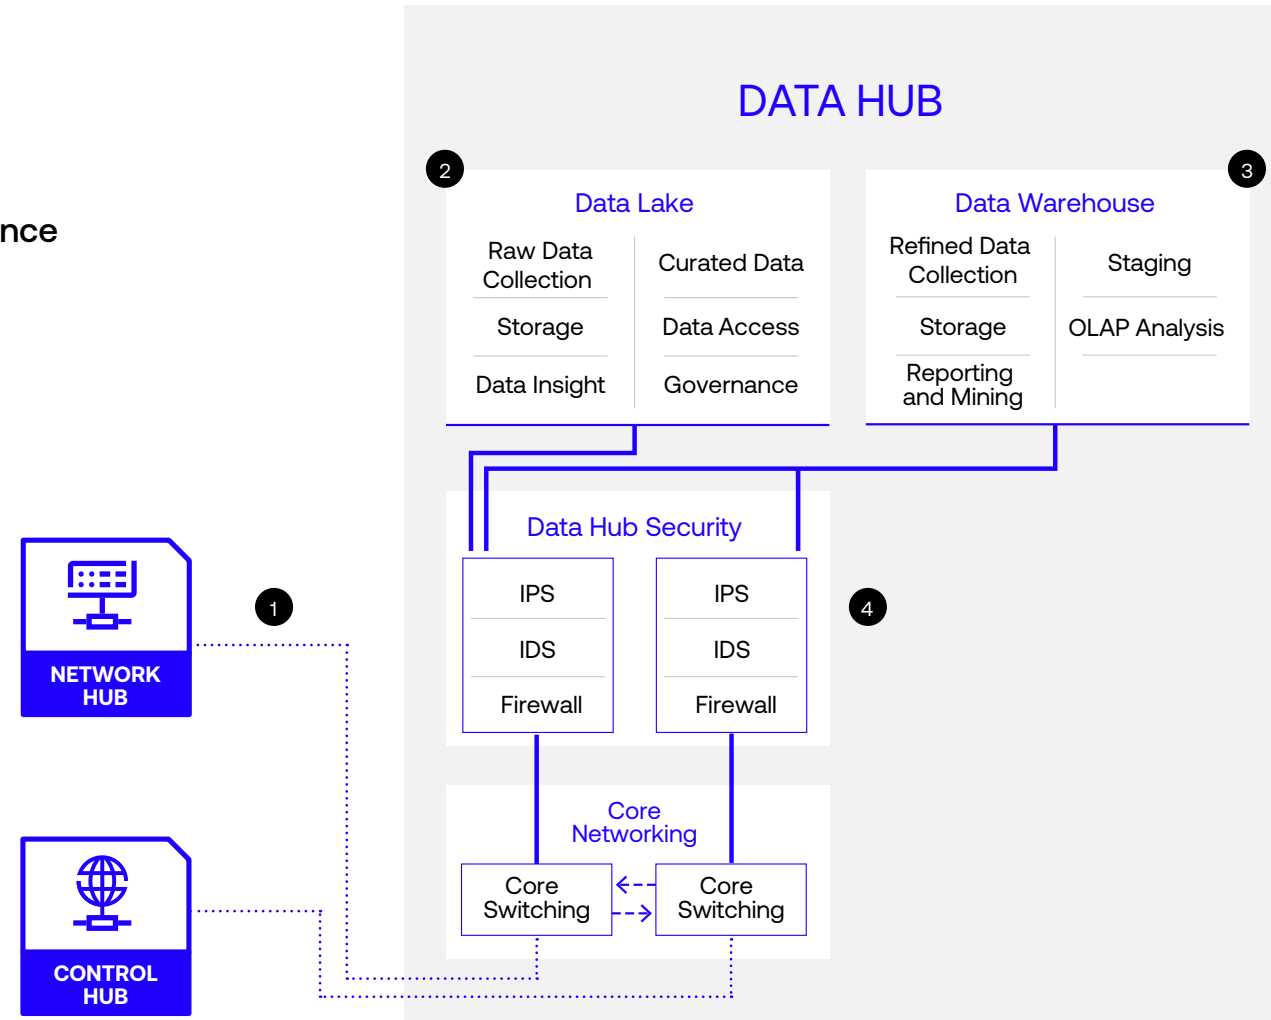 DATA HUB
nce
2
Data Lake
Raw Data
Collection
Storage
Data Insight
Curated Data
Data Access
Governance
3
Data Warehouse
Refined Data
Collection
Storage
Reporting
and Mining
Staging
OLAP Analysis
Data Hub Security
IPS
IDS
Firewall
IPS
IDS
Firewall
4
1
NETWORK
HUB
Core
Networking
Core
Switching
Core
Switching
CONTROL
HUB